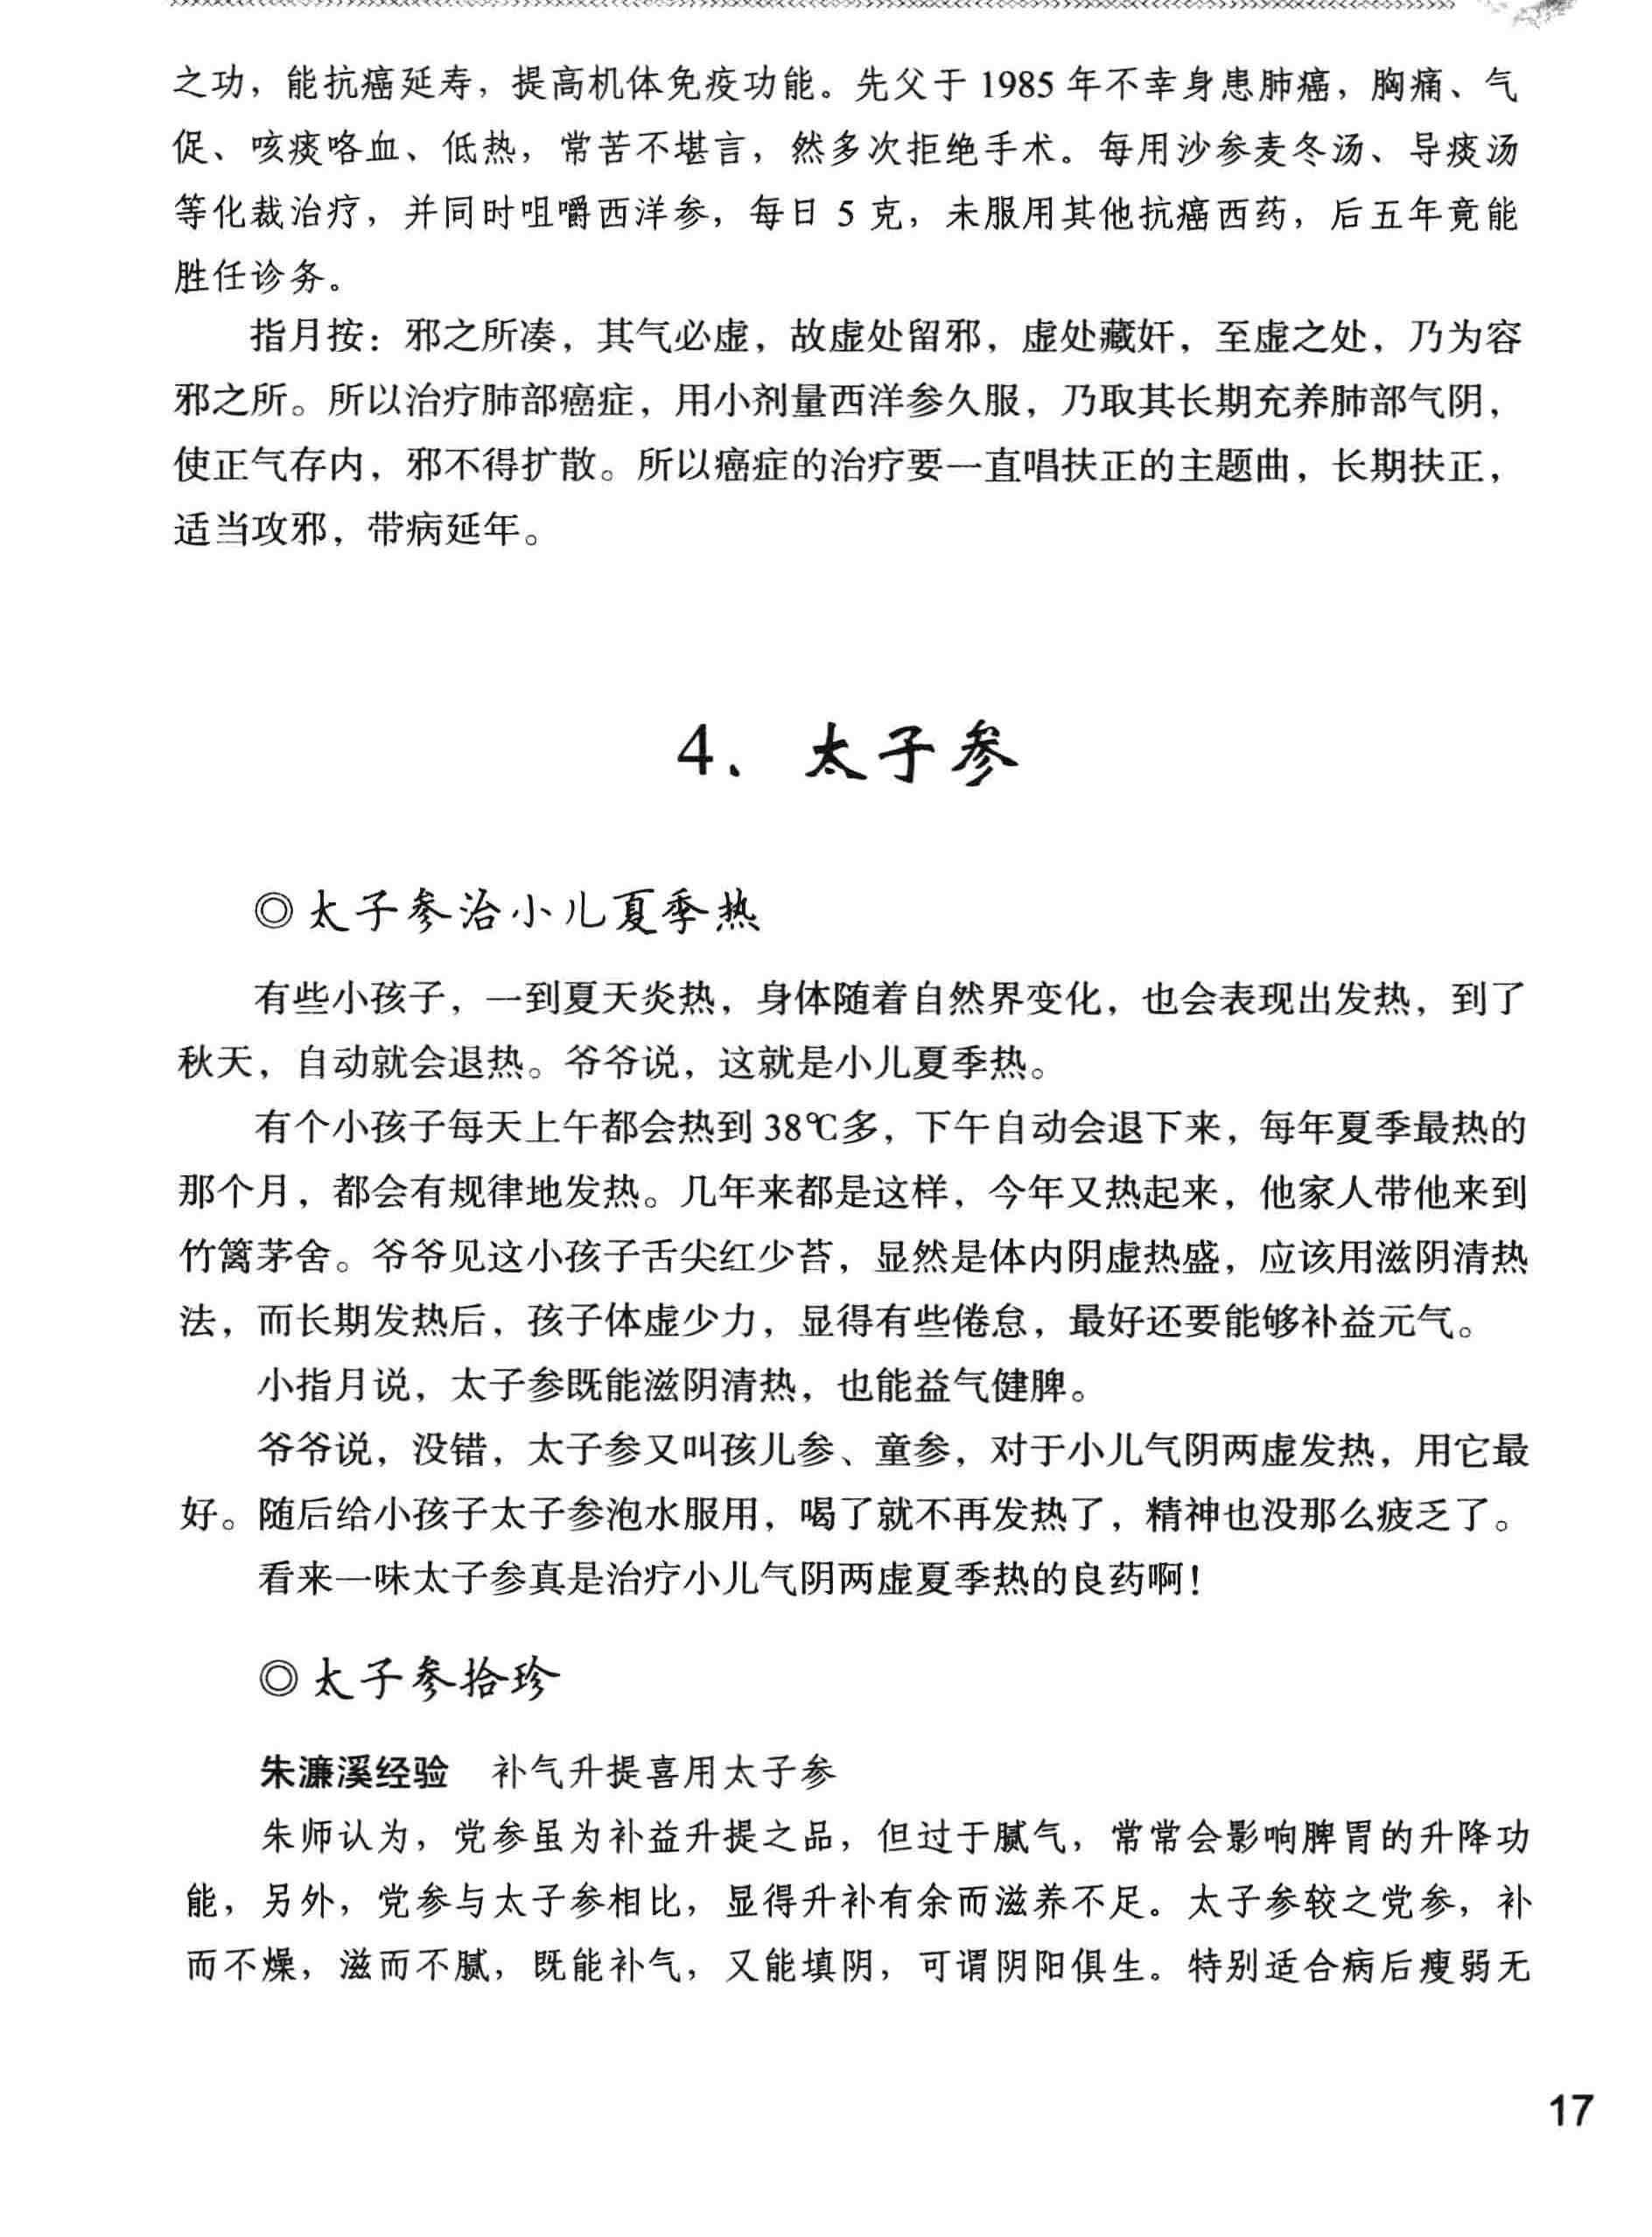 之功，能抗癌延寿，提高机体免疫功能。先父于 1985 年不幸身患肺癌，胸痛、气
促、咳痰咯血、低热，常苦不堪言，然多次拒绝手术。每用沙参麦冬汤、导痰汤
等化裁治疗，并同时咀嚼西洋参，每日 5 克，未服用其他抗癌西药，后五年竟能
胜任诊务。
指月按：邪之所凑，其气必虚，故虚处留邪，虚处藏奸，至虚之处，乃为容
邪之所。所以治疗肺部癌症，用小剂量西洋参久服，乃取其长期充养肺部气阴，
使正气存内，邪不得扩散。所以癌症的治疗要一直唱扶正的主题曲，长期扶正，
适当攻邪，带病延年。
4、太子参
◎太子参治小儿夏季热
有些小孩子，一到夏天炎热，身体随着自然界变化，也会表现出发热，到了
秋天，自动就会退热。爷爷说，这就是小儿夏季热。
有个小孩子每天上午都会热到 38℃多，下午自动会退下来，每年夏季最热的
那个月，都会有规律地发热。几年来都是这样，今年又热起来，他家人带他来到
竹篱茅舍。爷爷见这小孩子舌尖红少苔，显然是体内阴虚热盛，应该用滋阴清热
法，而长期发热后，孩子体虚少力，显得有些倦怠，最好还要能够补益元气。
小指月说，太子参既能滋阴清热，也能益气健脾。
爷爷说，没错，太子参又叫孩儿参、童参，对于小儿气阴两虚发热，用它最
好。随后给小孩子太子参泡水服用，喝了就不再发热了，精神也没那么疲乏了。
看来一味太子参真是治疗小儿气阴两虚夏季热的良药啊！
◎太子参拾珍
朱濂溪经验　补气升提喜用太子参
朱师认为，党参虽为补益升提之品，但过于腻气，常常会影响脾胃的升降功
能，另外，党参与太子参相比，显得升补有余而滋养不足。太子参较之党参，补
而不燥，滋而不腻，既能补气，又能填阴，可谓阴阳俱生。特别适合病后瘦弱无
17